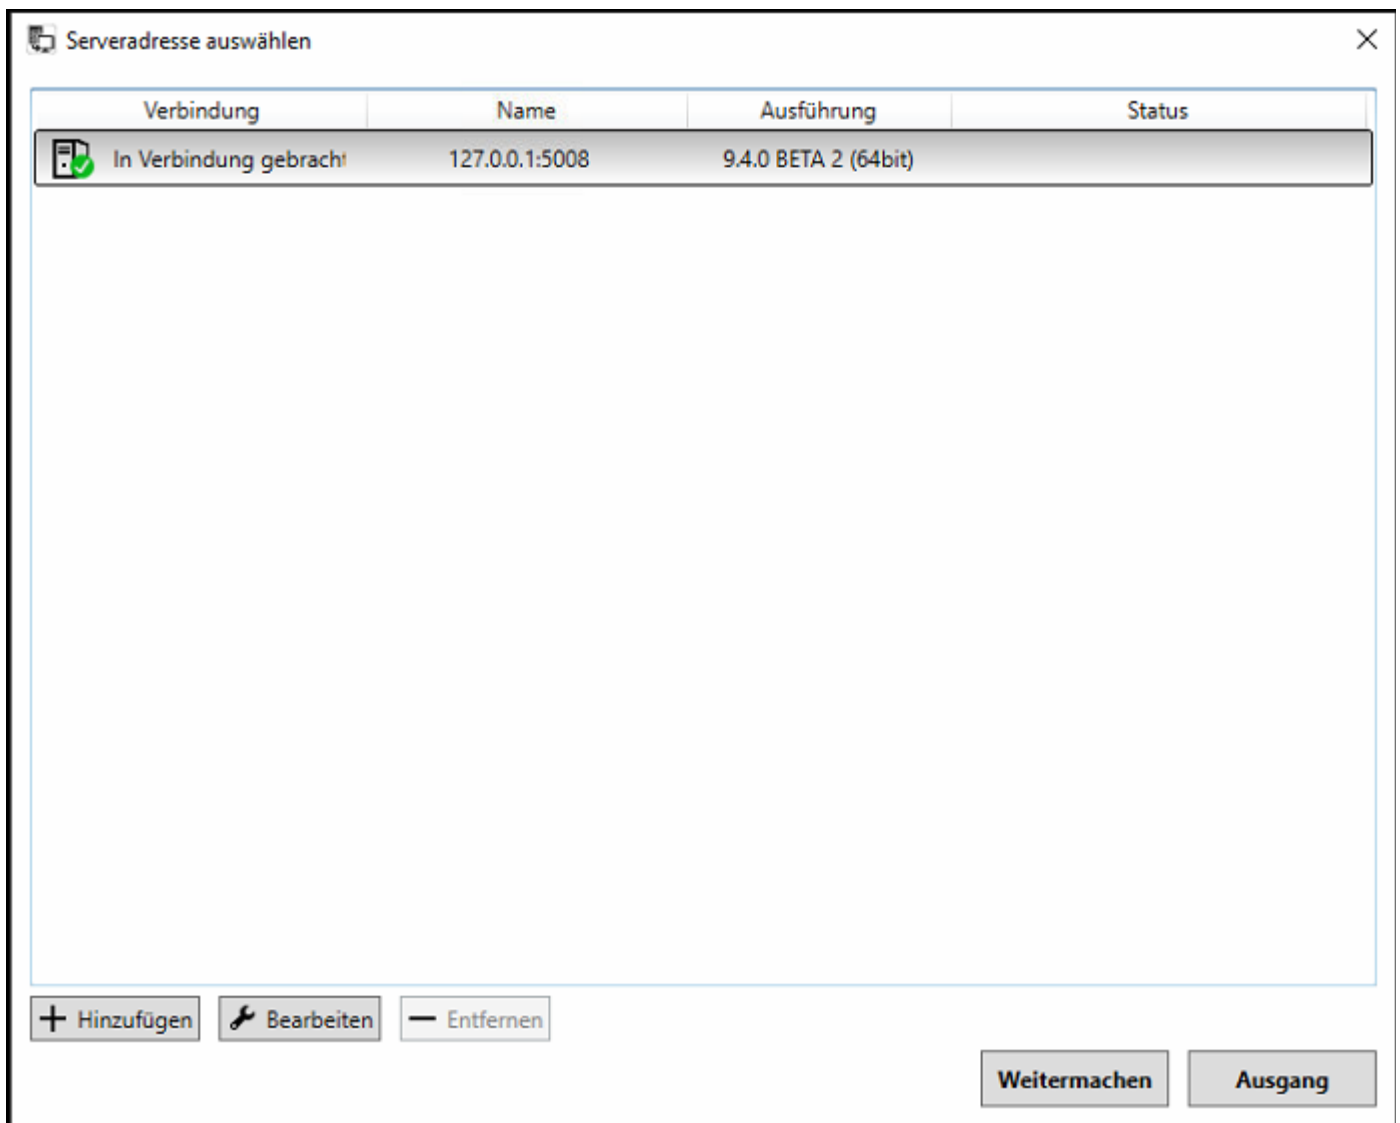 Serveradresse auswählen
Verbindung Name Ausführung Status
In Verbindung gebracht 127.0.0.1:5008 9.4.0 BETA 2 (64bit)
Hinzufügen Bearbeiten Entfernen
Weitermachen Ausgang